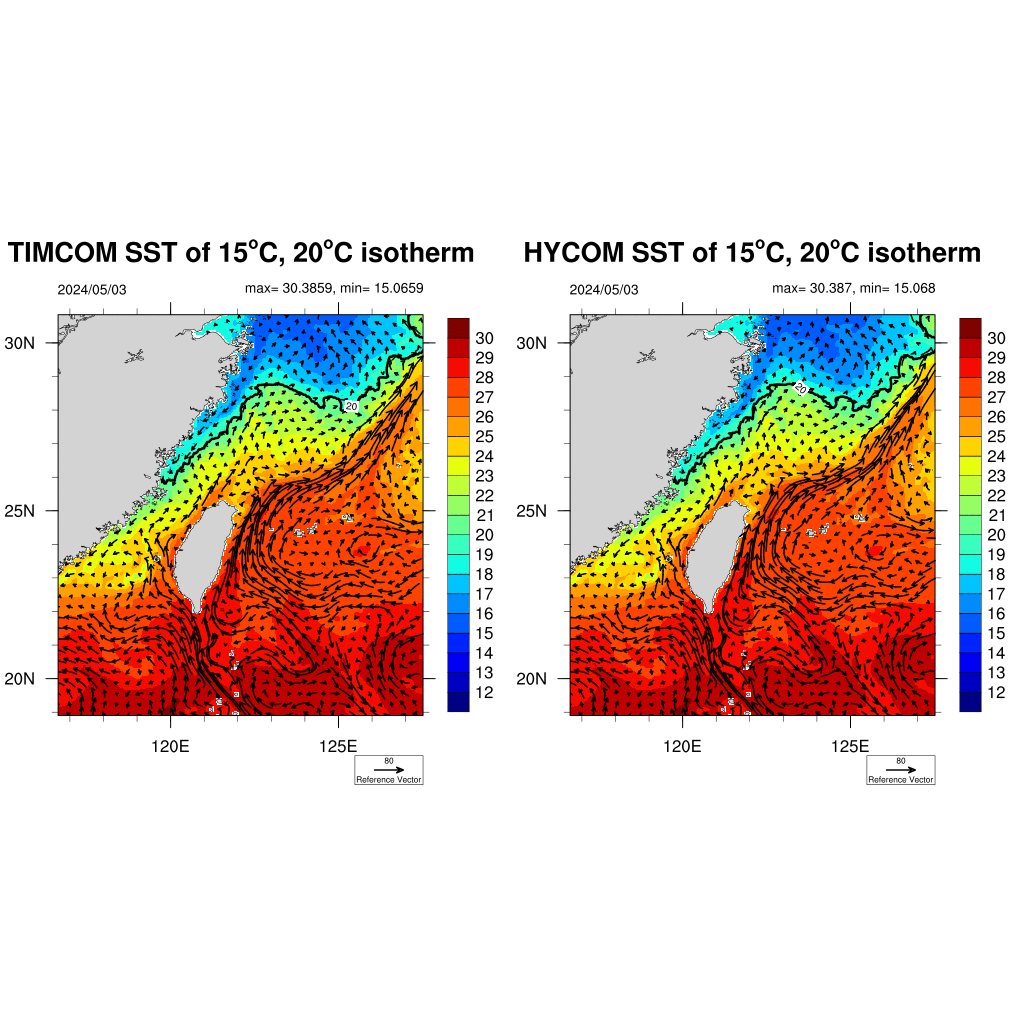 TIMCOM SST of 15°C, 20°C isotherm
2024/05/03
max= 30.3859, min= 15.0659
30N
25N
20N
120E
125E
20
30
29
28
27
26
25
24
23
22
21
20
19
18
17
16
15
14
13
12
80
Reference Vector
HYCOM SST of 15°C, 20°C isotherm
2024/05/03
max= 30.387, min= 15.068
30N
25N
20N
120E
125E
20
30
29
28
27
26
25
24
23
22
21
20
19
18
17
16
15
14
13
12
80
Reference Vector